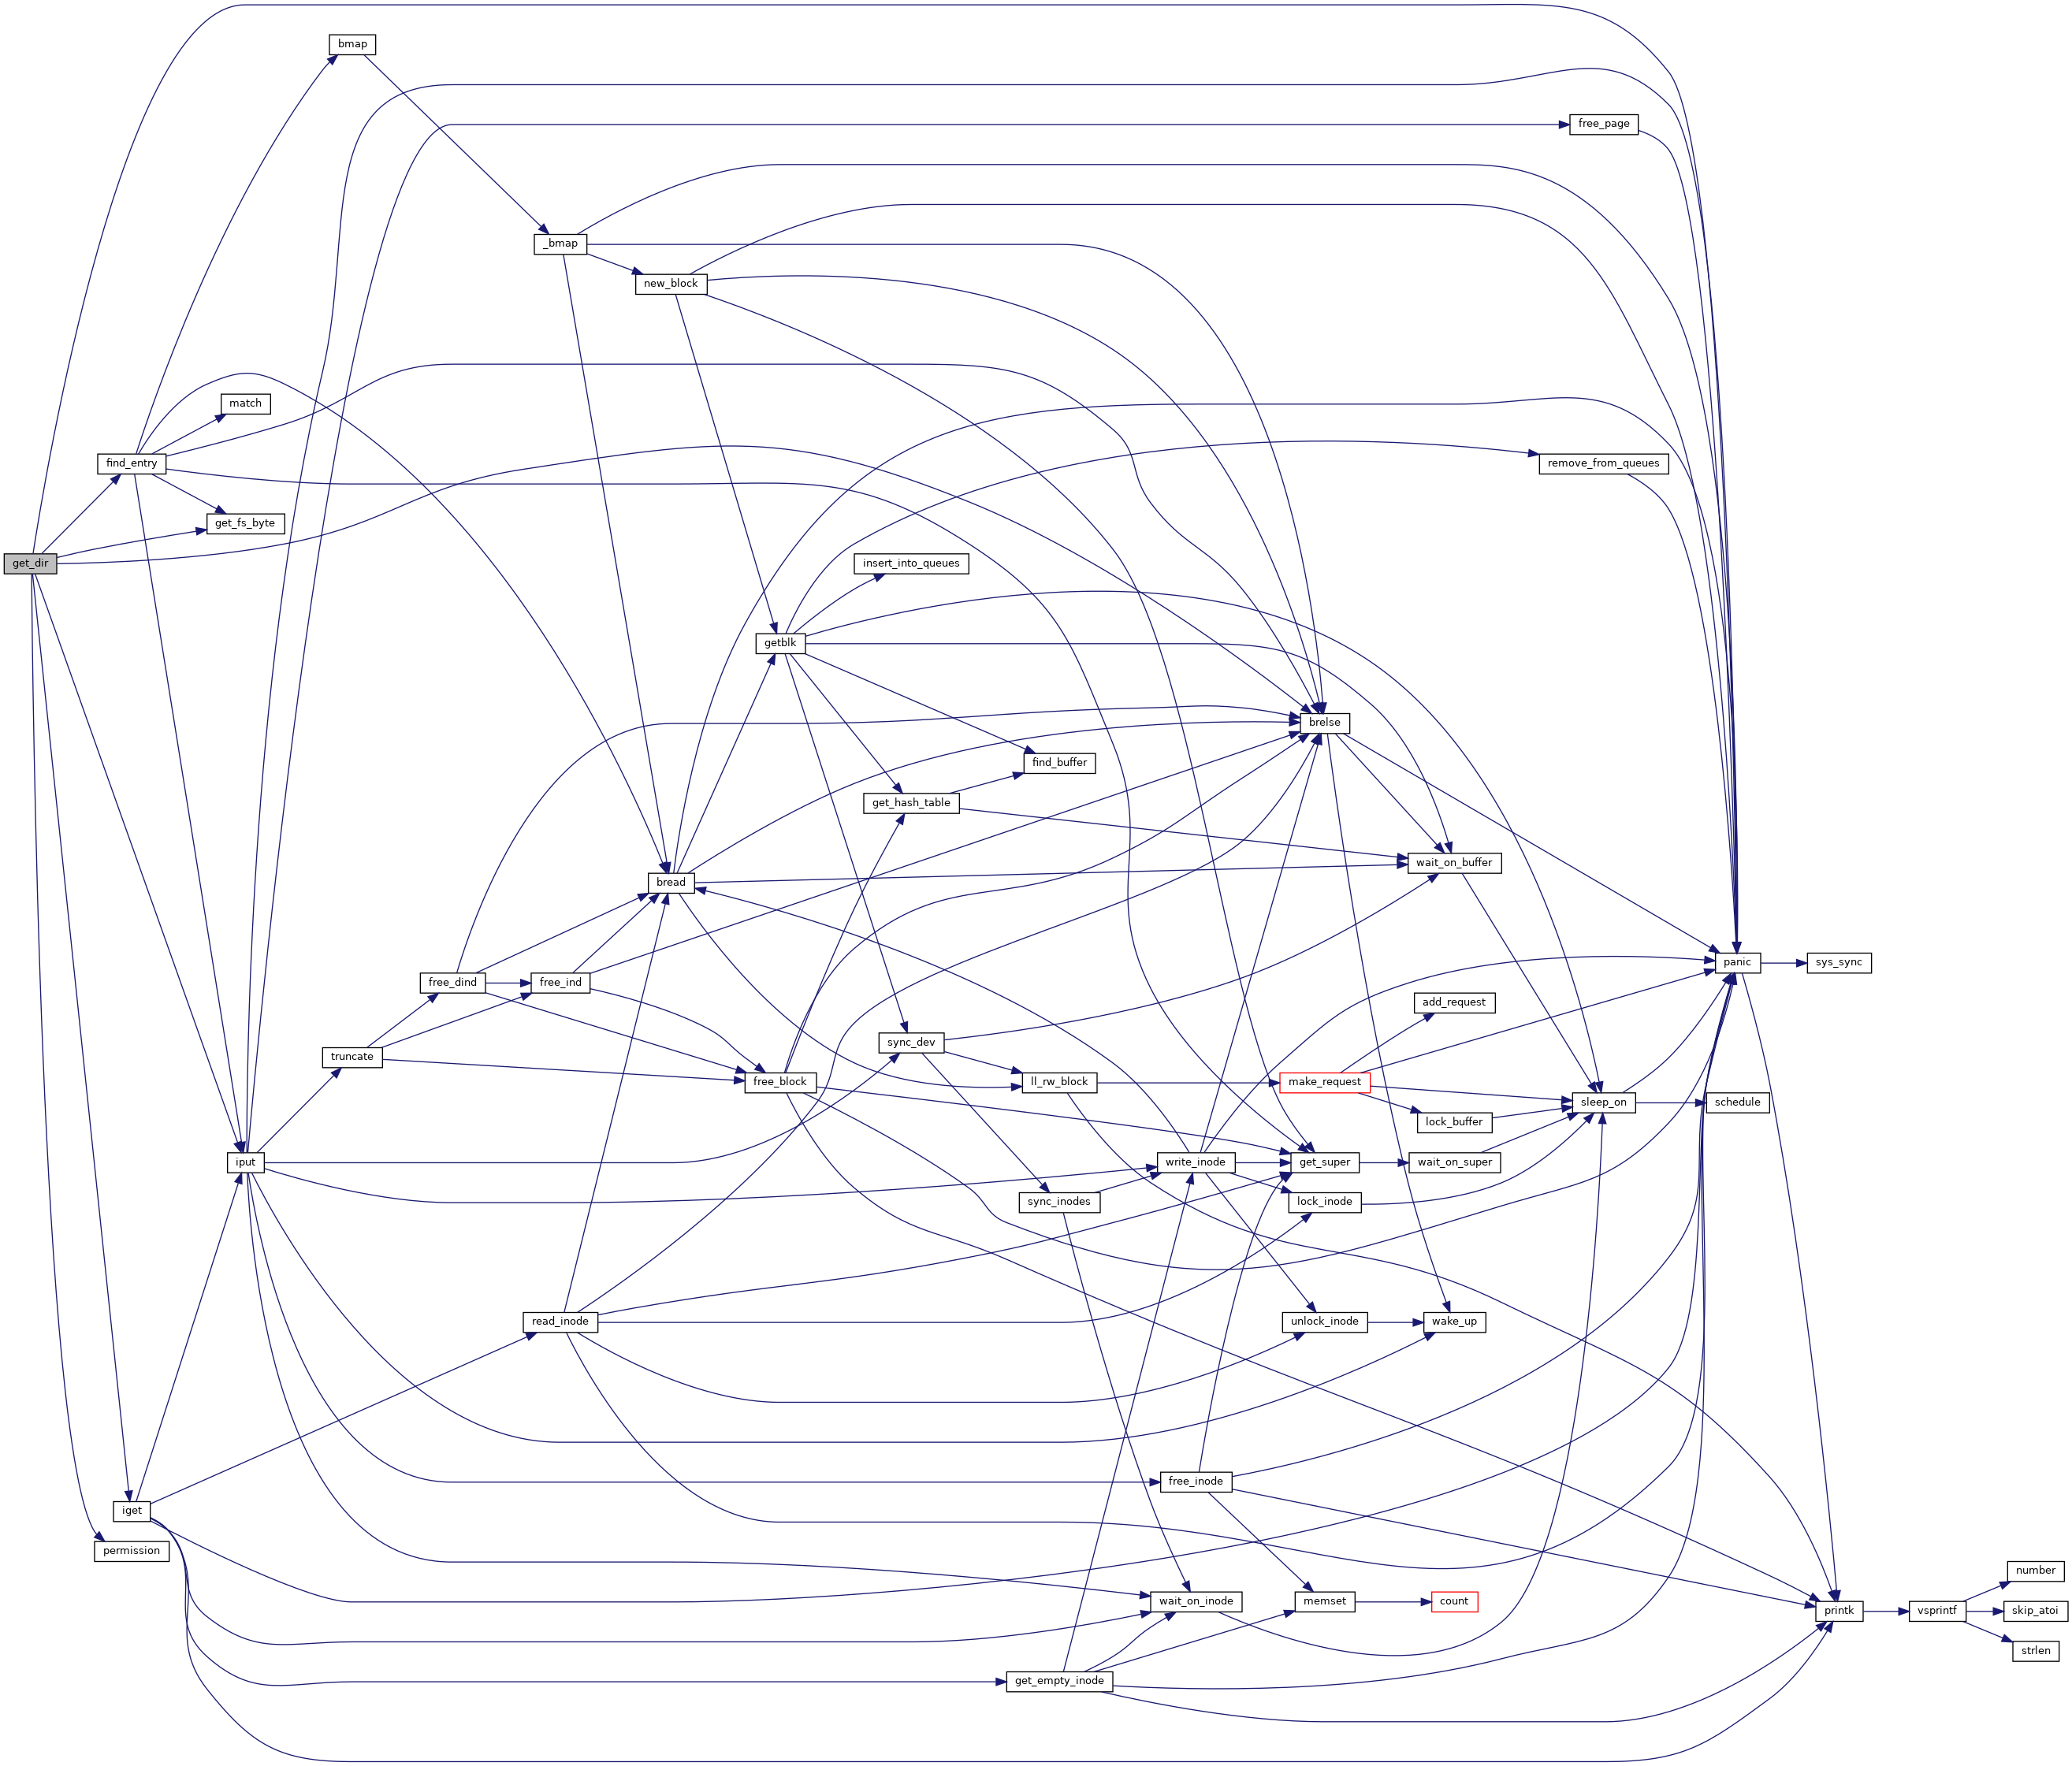 bmap
free_page
_bmap
new_block
match
find_entry
remove_from_queues
get_fs_byte
get_dir
insert_into_queues
getblk
brelse
find_buffer
get_hash_table
wait_on_buffer
bread
panic
sys_sync
free_dind
free_ind
add_request
sync_dev
truncate
free_block
ll_rw_block
make_request
sleep_on
schedule
lock_buffer
iput
write_inode
get_super
wait_on_super
sync_inodes
lock_inode
read_inode
unlock_inode
wake_up
free_inode
iget
permission
number
wait_on_inode
memset
count
printk
vsprintf
skip_atoi
strlen
get_empty_inode